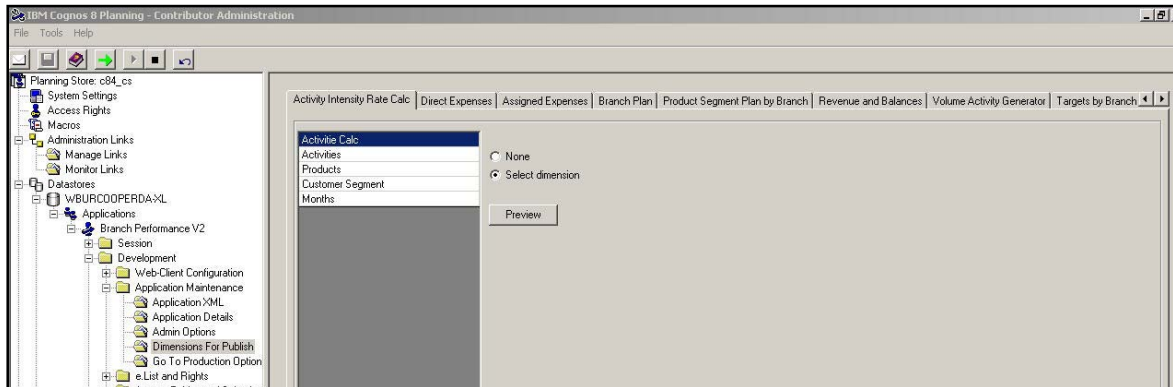 IBM Cognos 8 Planning - Contributor Administration
File Tools Help
Planning Store: c84_cs
System Settings
Access Rights
Macros
Administration Links
Manage Links
Monitor Links
Datastores
WBURCOOPERDA-XL
Applications
Branch Performance V2
Session
Development
Web-Client Configuration
Application Maintenance
Application XML
Application Details
Admin Options
Dimensions For Publish
Go To Production Option
e.List and Rights
Activity Intensity Rate Calc Direct Expenses Assigned Expenses Branch Plan Product Segment Plan by Branch Revenue and Balances Volume Activity Generator Targets by Branch
Activitie Calc
Activities
Products
Customer Segment
Months
None
Select dimension
Preview